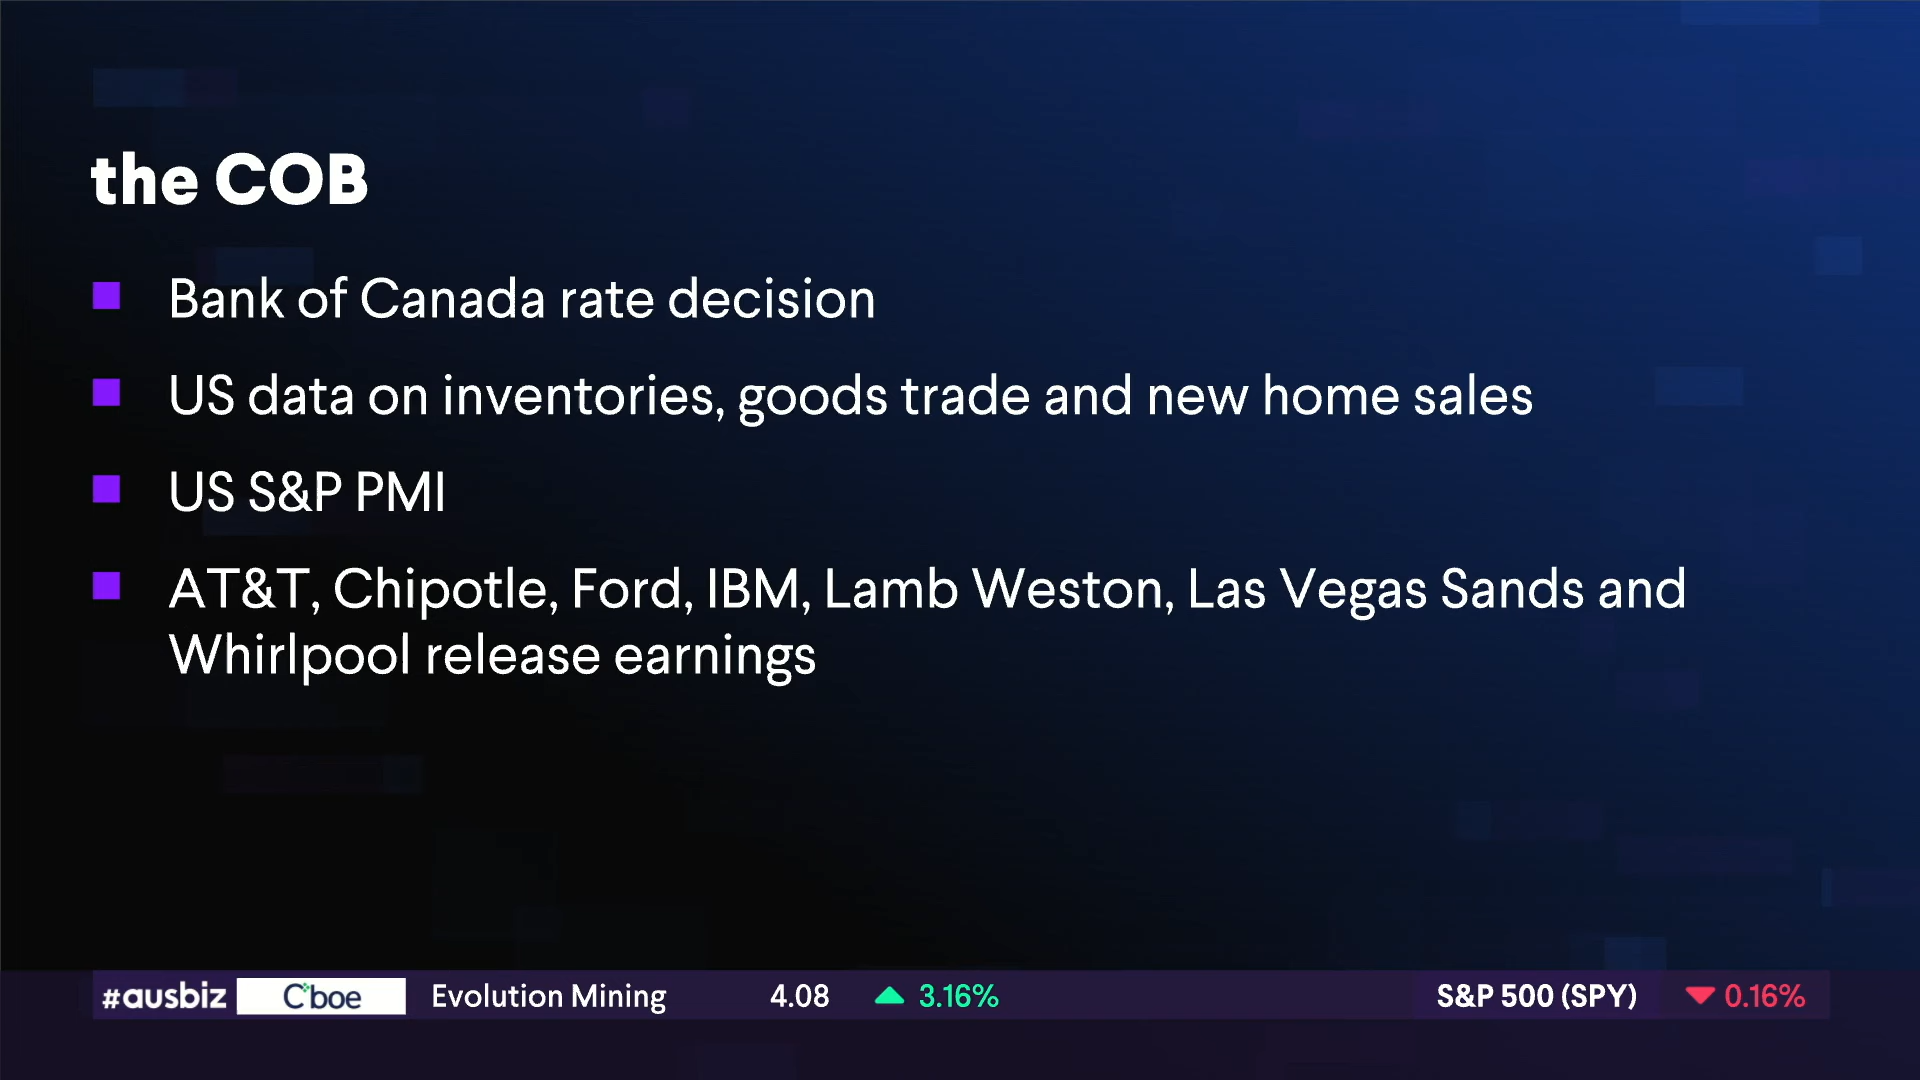 the COB
Bank of Canada rate decision
US data on inventories, goods trade and new home sales
US S&P PMI
AT&T, Chipotle, Ford, IBM, Lamb Weston, Las Vegas Sands and
Whirlpool release earnings
#ausbiz Cboe Evolution Mining 4.08 ▲ 3.16% S&P 500 (SPY) ▼ 0.16%